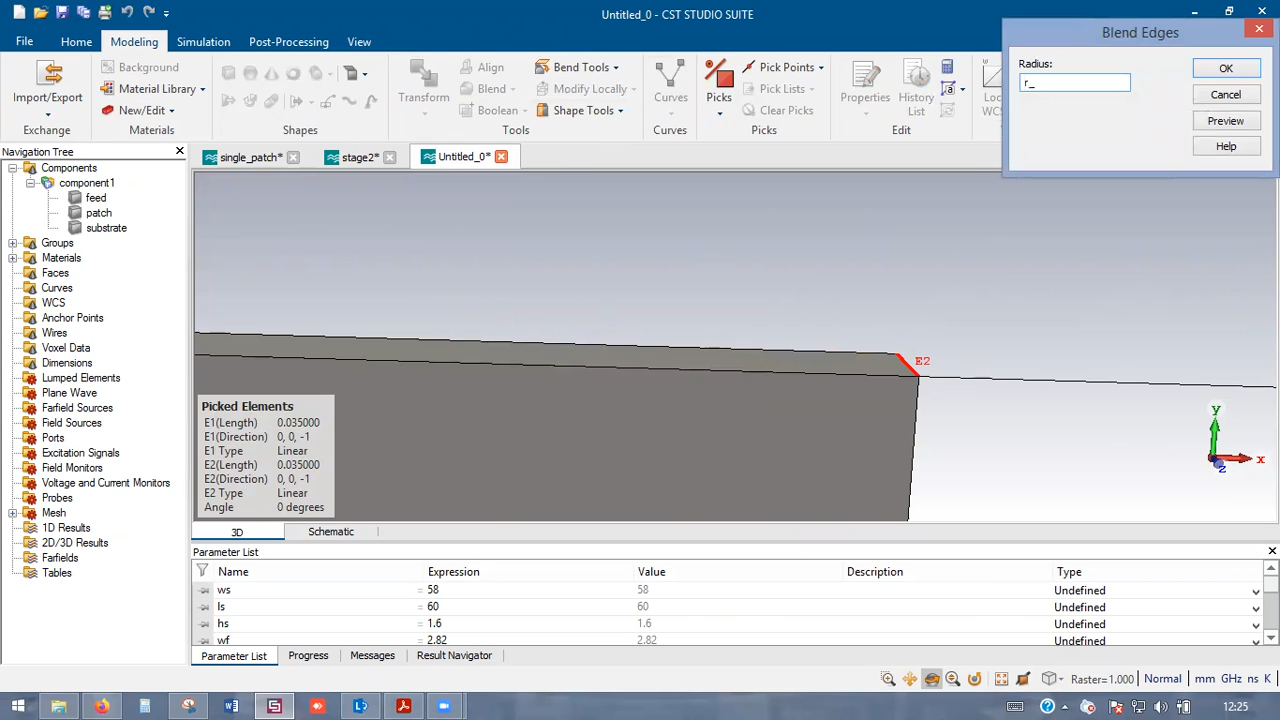 Untitled_0 - CST STUDIO SUITE
File
Home
Modeling
Simulation
Post-Processing
View
Import/Export
Exchange
Background
Material Library
New/Edit
Materials
Shapes
Transform
Align
Blend
Boolean
Bend Tools
Modify Locally
Shape Tools
Tools
Curves
Curves
Picks
Pick Points
Pick Lists
Clear Picks
Picks
Properties
History
List
Edit
Loc
WC
Blend Edges
Radius:
r_
OK
Cancel
Preview
Help
Navigation Tree
Components
component1
feed
patch
substrate
Groups
Materials
Faces
Curves
WCS
Anchor Points
Wires
Voxel Data
Dimensions
Lumped Elements
Plane Wave
Farfield Sources
Field Sources
Ports
Excitation Signals
Field Monitors
Voltage and Current Monitors
Probes
Mesh
1D Results
2D/3D Results
Farfields
Tables
single_patch*
stage2*
Untitled_0*
E2
Picked Elements
E1(Length) 0.035000
E1(Direction) 0, 0, -1
E1 Type Linear
E2(Length) 0.035000
E2(Direction) 0, 0, -1
E2 Type Linear
Angle 0 degrees
y
x
z
3D
Schematic
Parameter List
Name Expression Value Description Type
ws = 58 58 Undefined
ls = 60 60 Undefined
hs = 1.6 1.6 Undefined
wf = 2.82 2.82 Undefined
Parameter List
Progress
Messages
Result Navigator
Raster=1.000
Normal
mm GHz ns K
12:25